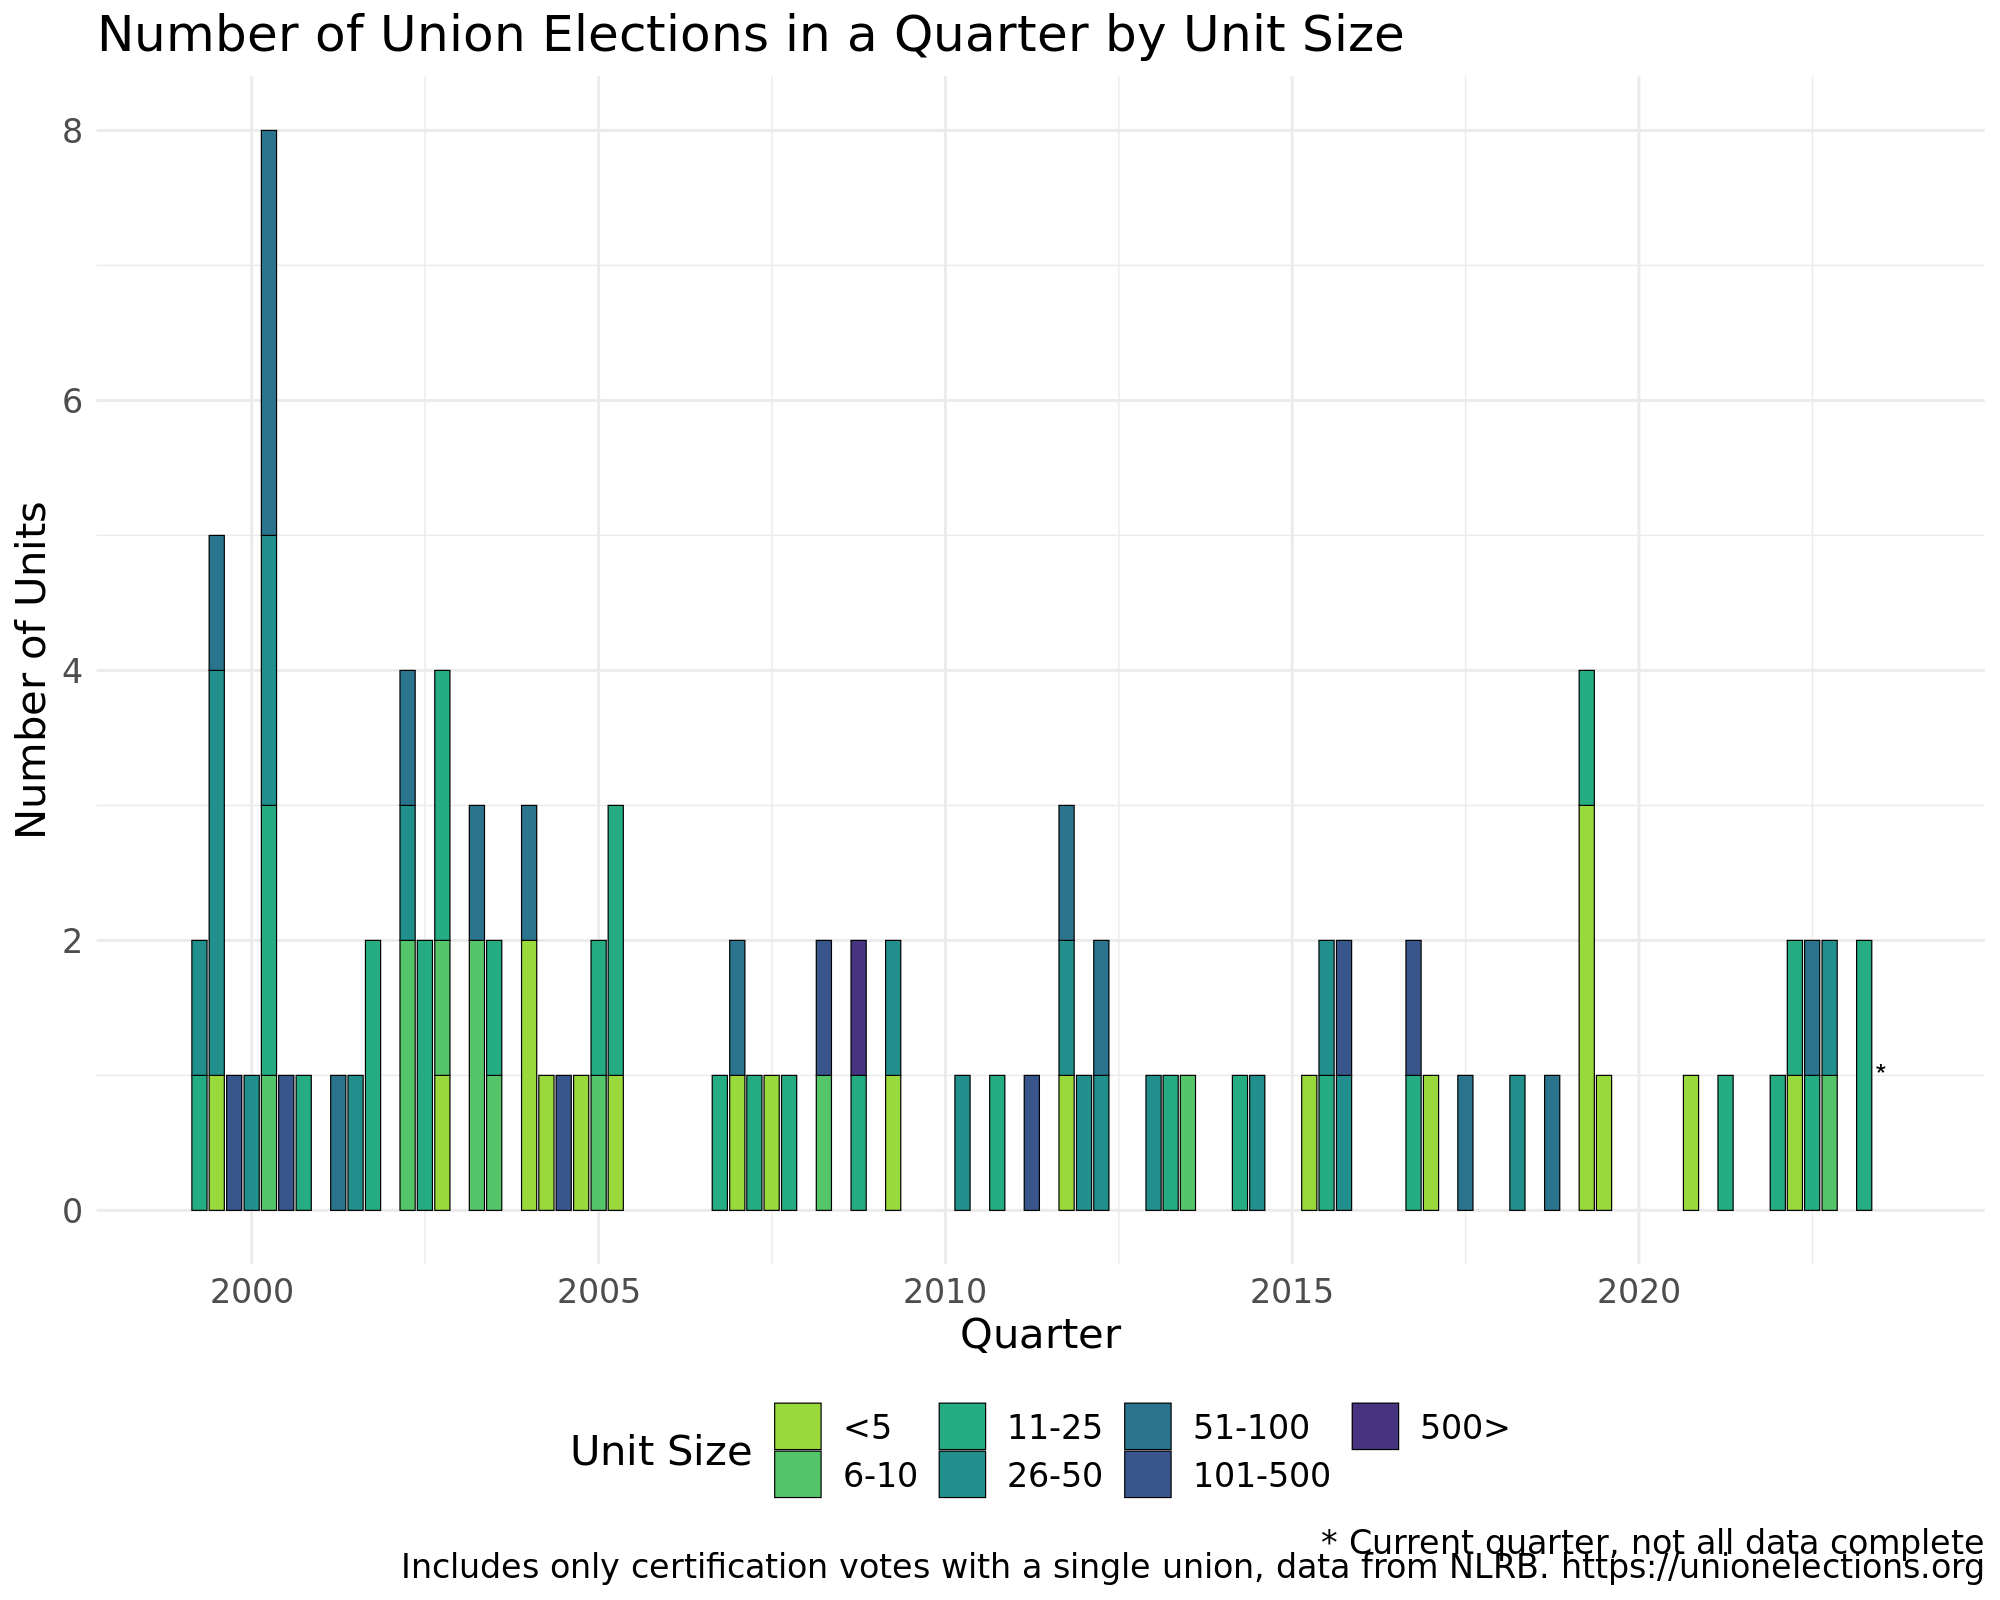 Number of Union Elections in a Quarter by Unit Size
Number of Units
8
6
4
2
0
*
2000 2005 2010 2015 2020
Quarter
Unit Size
<5 11-25 51-100 500>
6-10 26-50 101-500
* Current quarter, not all data complete
Includes only certification votes with a single union, data from NLRB. https://unionelections.org